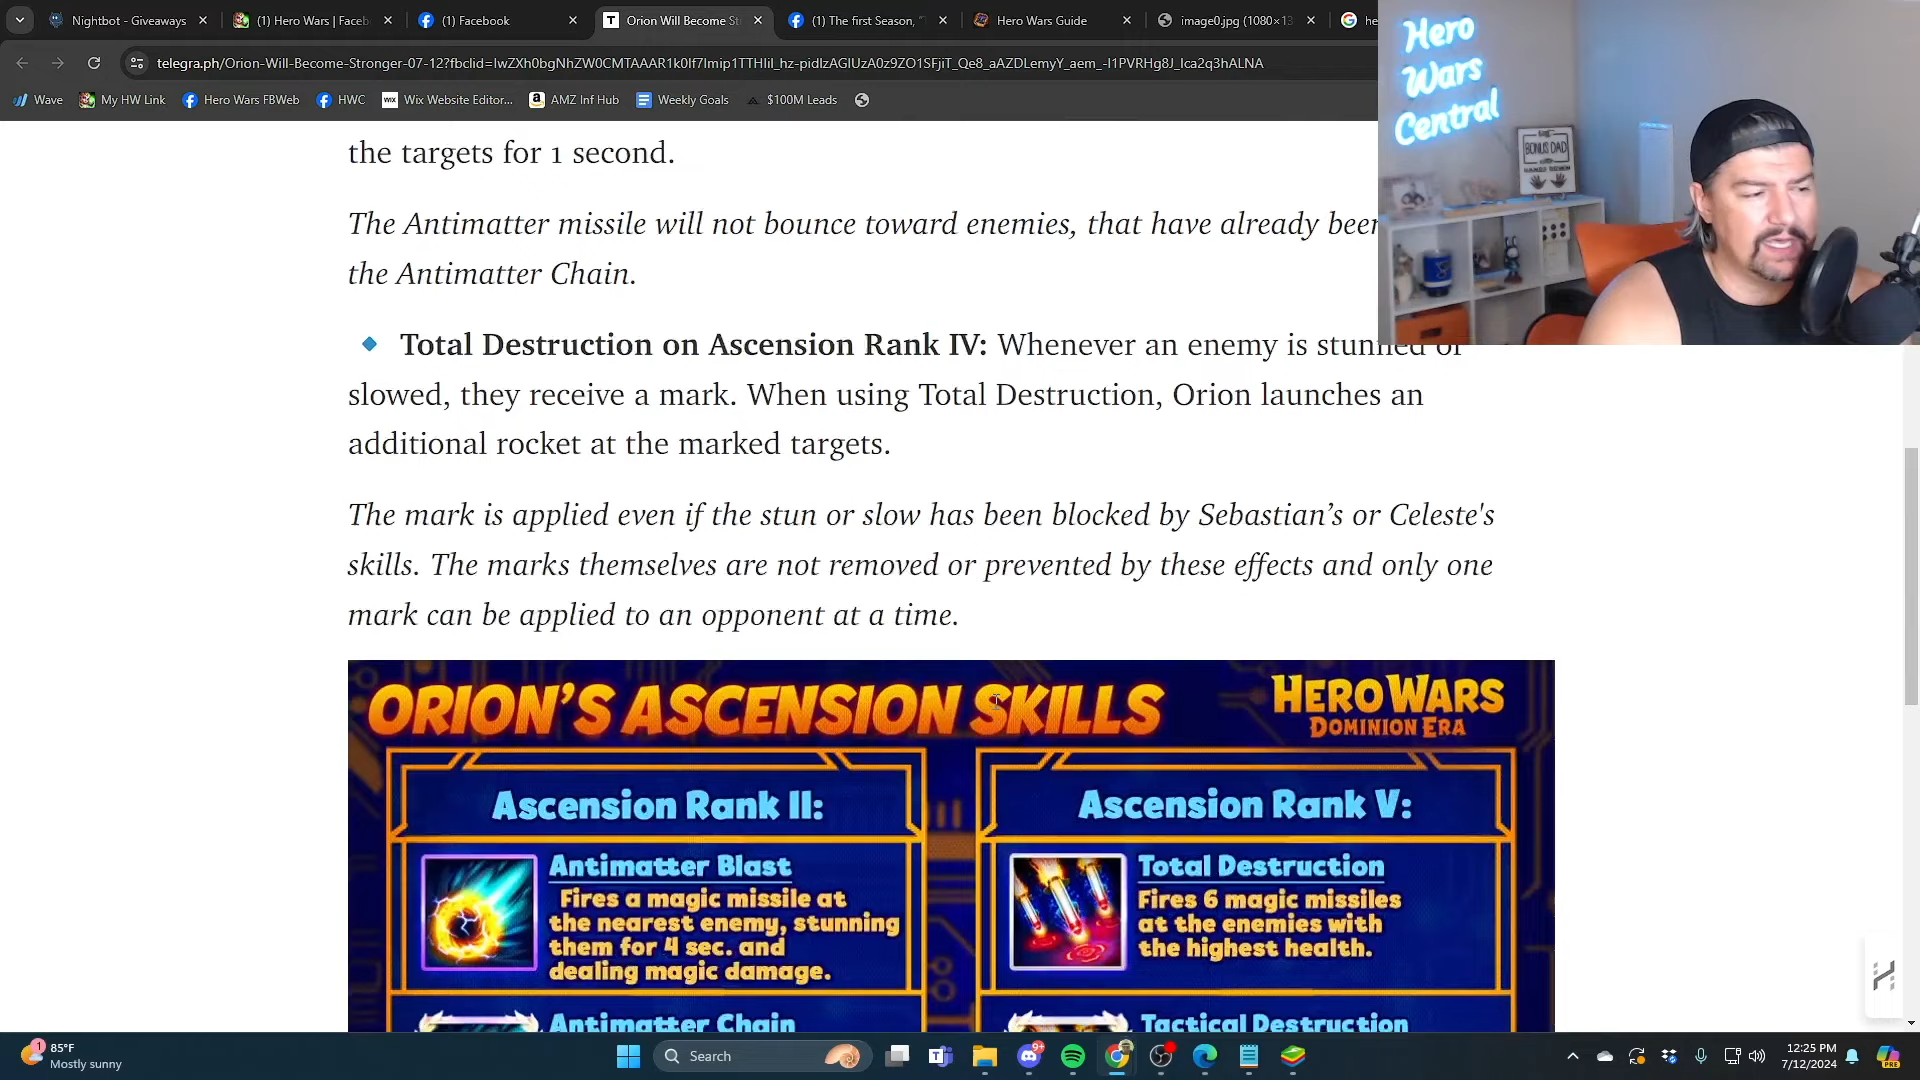 Nightbot - Giveaways
(1) Hero Wars | Faceb
(1) Facebook
Orion Will Become St
(1) The first Season,
Hero Wars Guide
image0.jpg (1080×13
he
telegra.ph/Orion-Will-Become-Stronger-07-12?fbclid=
Wave
My HW Link
Hero Wars FBWeb
HWC
WIX
Wix Website Editor...
AMZ Inf Hub
Weekly Goals
$100M Leads
Hero
Wars
Central
BONUS DAD
the targets for 1 second.
The Antimatter missile will not bounce toward enemies, that have already been
the Antimatter Chain.
Total Destruction on Ascension Rank IV: Whenever an enemy is stunned or
slowed, they receive a mark. When using Total Destruction, Orion launches an
additional rocket at the marked targets.
The mark is applied even if the stun or slow has been blocked by Sebastian’s or Celeste's
skills. The marks themselves are not removed or prevented by these effects and only one
mark can be applied to an opponent at a time.
ORION'S ASCENSION SKILLS
HERO WARS
DOMINION ERA
Ascension Rank II:
Antimatter Blast
Fires a magic missile at
the nearest enemy, stunning
them for 4 sec. and
dealing magic damage.
Antimatter Chain
Ascension Rank V:
Total Destruction
Fires 6 magic missiles
at the enemies with
the highest health.
Tactical Destruction
1
85°F
Mostly sunny
Search
9+
12:25 PM
7/12/2024
PRE